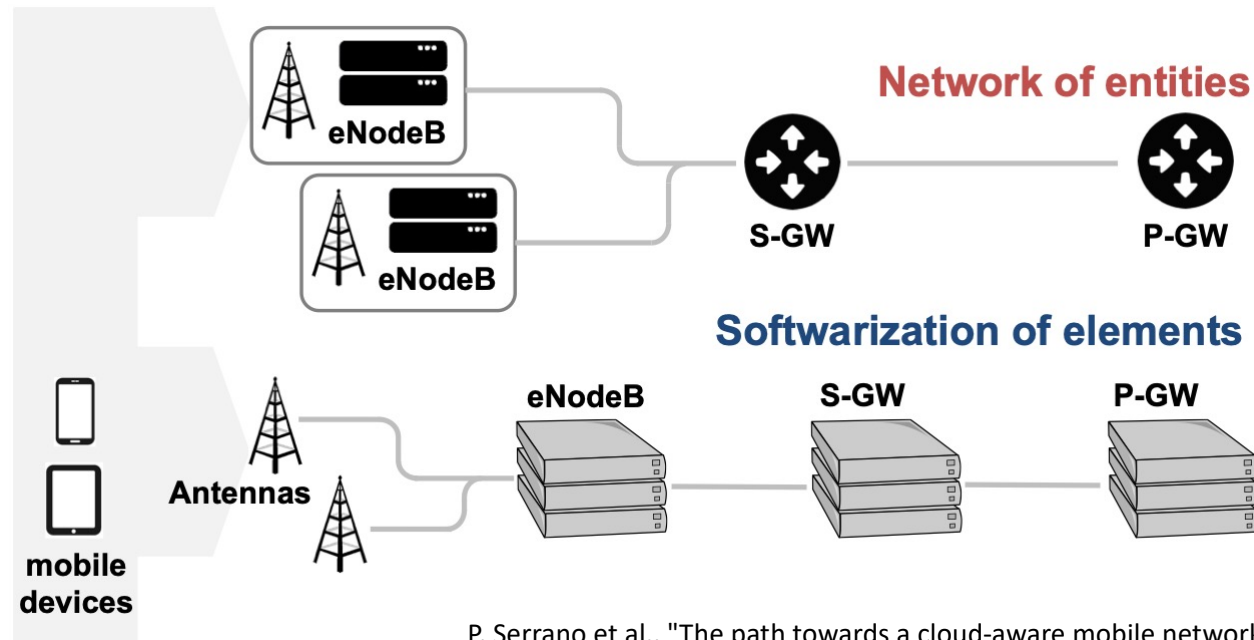 Network of entities
eNodeB
eNodeB
S-GW
P-GW
Softwarization of elements
eNodeB
S-GW
P-GW
Antennas
mobile
devices
P. Serrano et al., "The path towards a cloud-aware mobile network